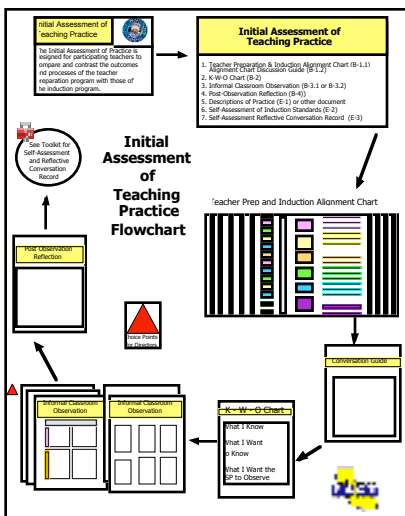 nitial Assessment of
Teaching Practice
he Initial Assessment of Practice is
esigned for participating teachers to
ompare and contrast the outcomes
nd processes of the teacher
reparation program with those of
he induction program.
Initial Assessment of
Teaching Practice
1. Teacher Preparation & Induction Alignment Chart (B-1.1)
Alignment Chart Discussion Guide (B-1.2)
2. K-W-O Chart (B-2)
3. Informal Classroom Observation (B-3.1 or B-3.2)
4. Post-Observation Reflection (B-4))
5. Descriptions of Practice (E-1) or other document
6. Self-Assessment of Induction Standards (E-2)
7. Self-Assessment Reflective Conversation Record (E-3)
See Toolkit for
Self-Assessment
and Reflective
Conversation
Record
Initial
Assessment
of
Teaching
Practice
Flowchart
Teacher Prep and Induction Alignment Chart
Post Observation
Reflection
hoice Points
for Directors
Conversation Guide
Informal Classroom
Observation
Informal Classroom
Observation
K - W - O Chart
What I Know
What I Want
o Know
What I Want the
SP to Observe